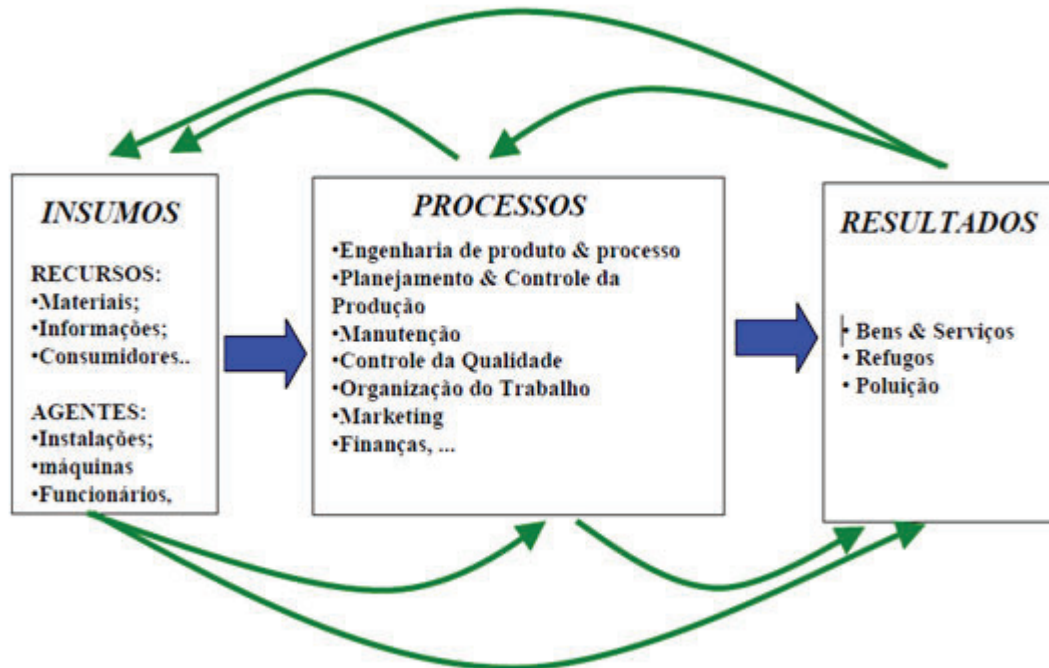 INSUMOS
RECURSOS:
•Materiais;
•Informações;
•Consumidores..
AGENTES:
•Instalações;
•máquinas
•Funcionários,
PROCESSOS
•Engenharia de produto & processo
•Planejamento & Controle da
Produção
•Manutenção
•Controle da Qualidade
•Organização do Trabalho
•Marketing
•Finanças, ...
RESULTADOS
• Bens & Serviços
• Refugos
• Poluição